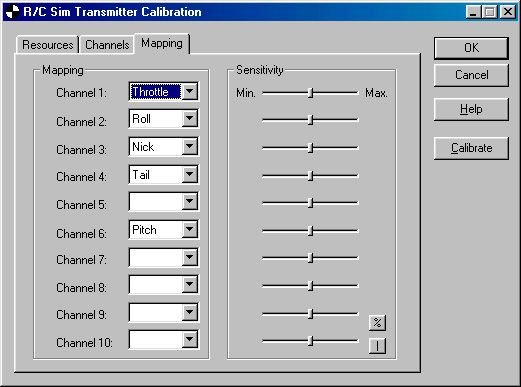 R/C Sim Transmitter Calibration
Resources Channels Mapping
OK
Cancel
Help
Calibrate
Mapping
Channel 1: Throttle
Channel 2: Roll
Channel 3: Nick
Channel 4: Tail
Channel 5:
Channel 6: Pitch
Channel 7:
Channel 8:
Channel 9:
Channel 10:
Sensitivity
Min. Max.
%
|